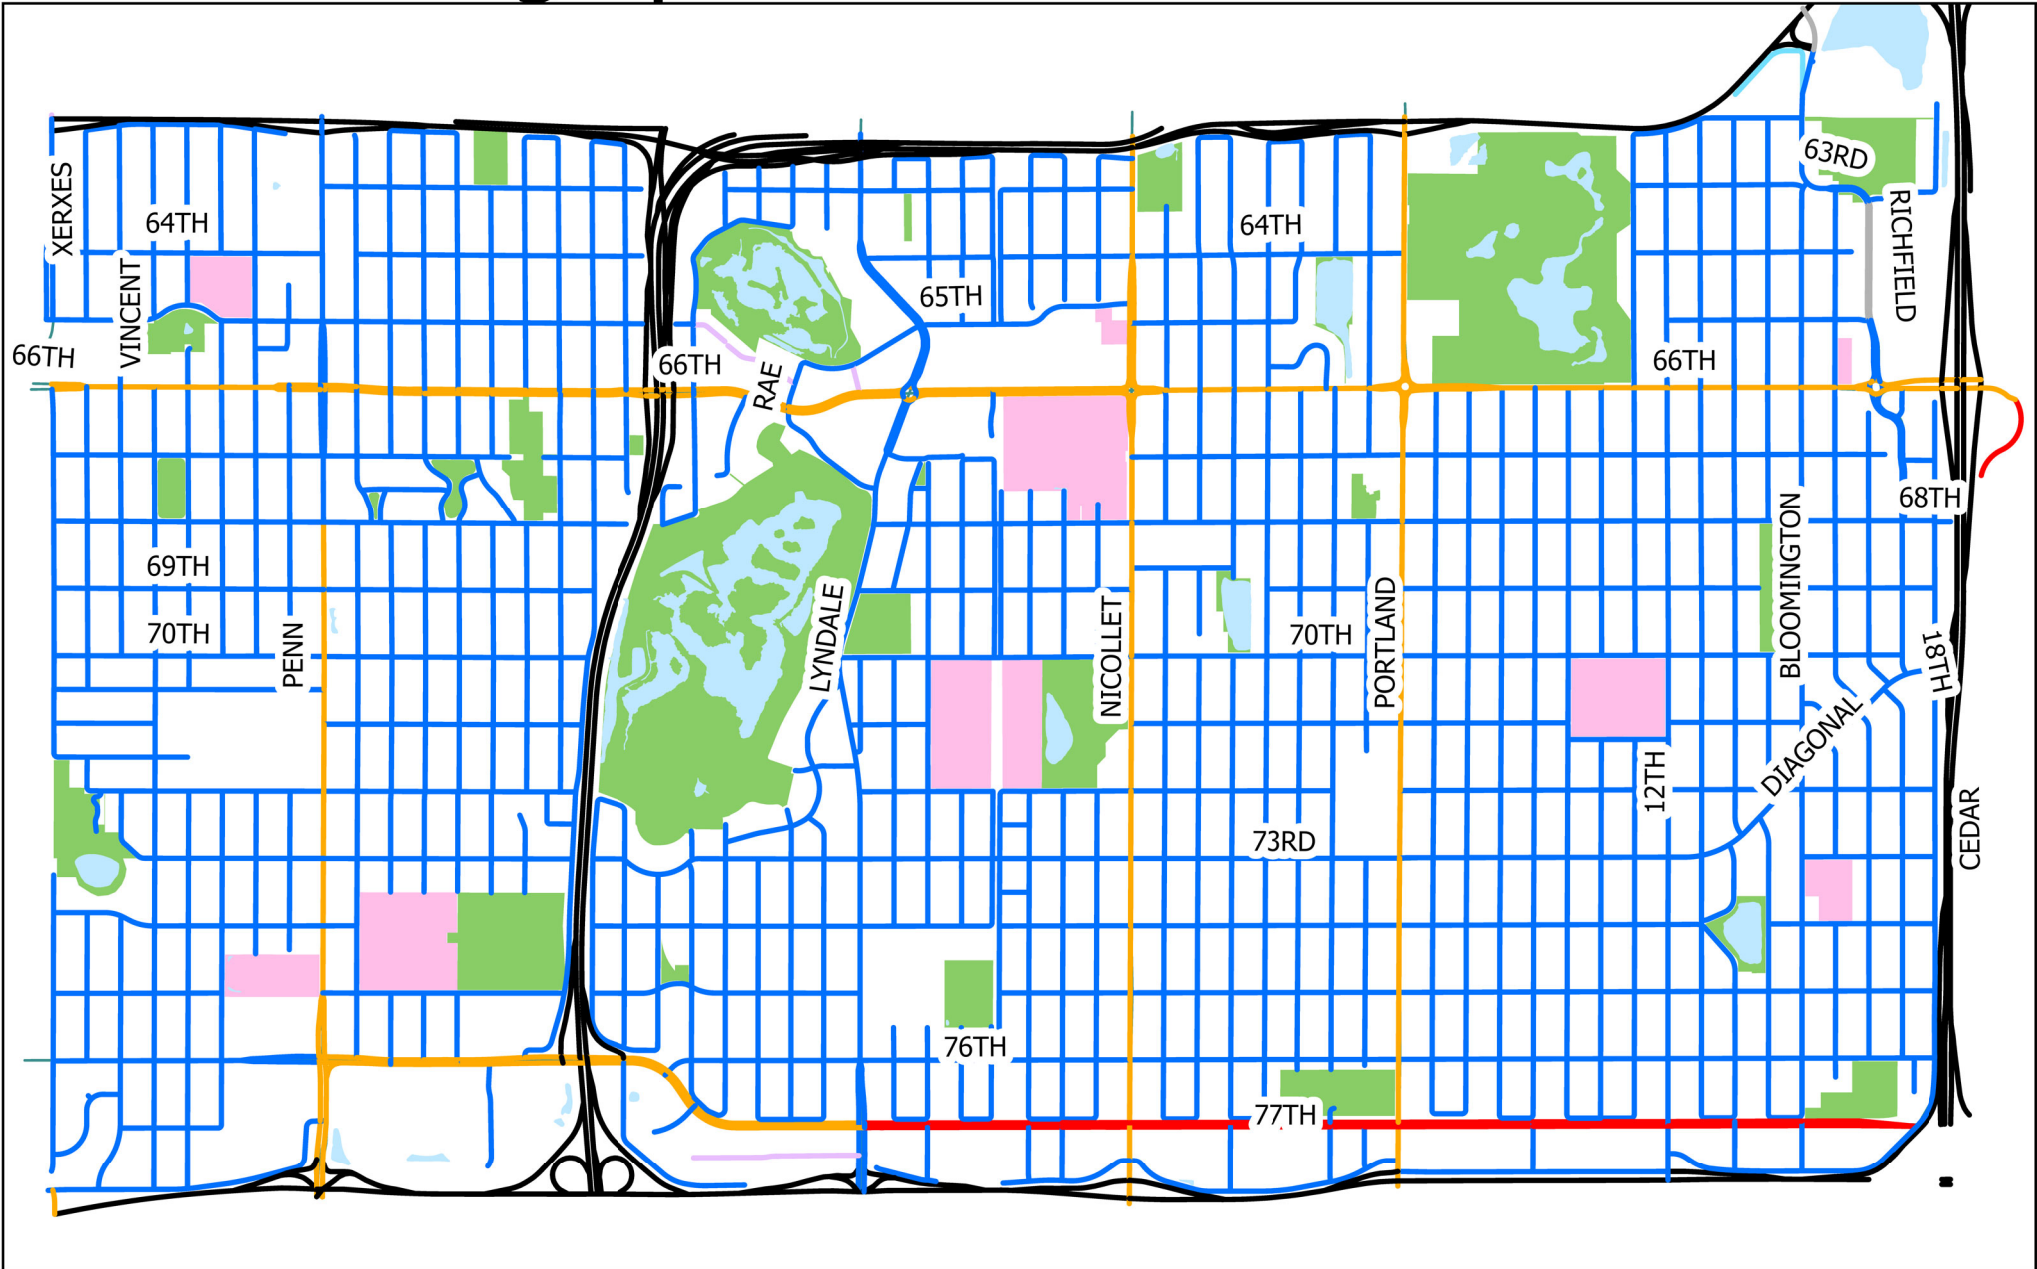 63RD
XERXES
64TH
64TH
RICHFIELD
VINCENT
65TH
66TH
66TH
RAE
66TH
68TH
BLOOMINGTON
69TH
70TH
PENN
LYNDALE
NICOLLET
70TH
PORTLAND
18TH
DIAGONAL
12TH
CEDAR
73RD
76TH
77TH